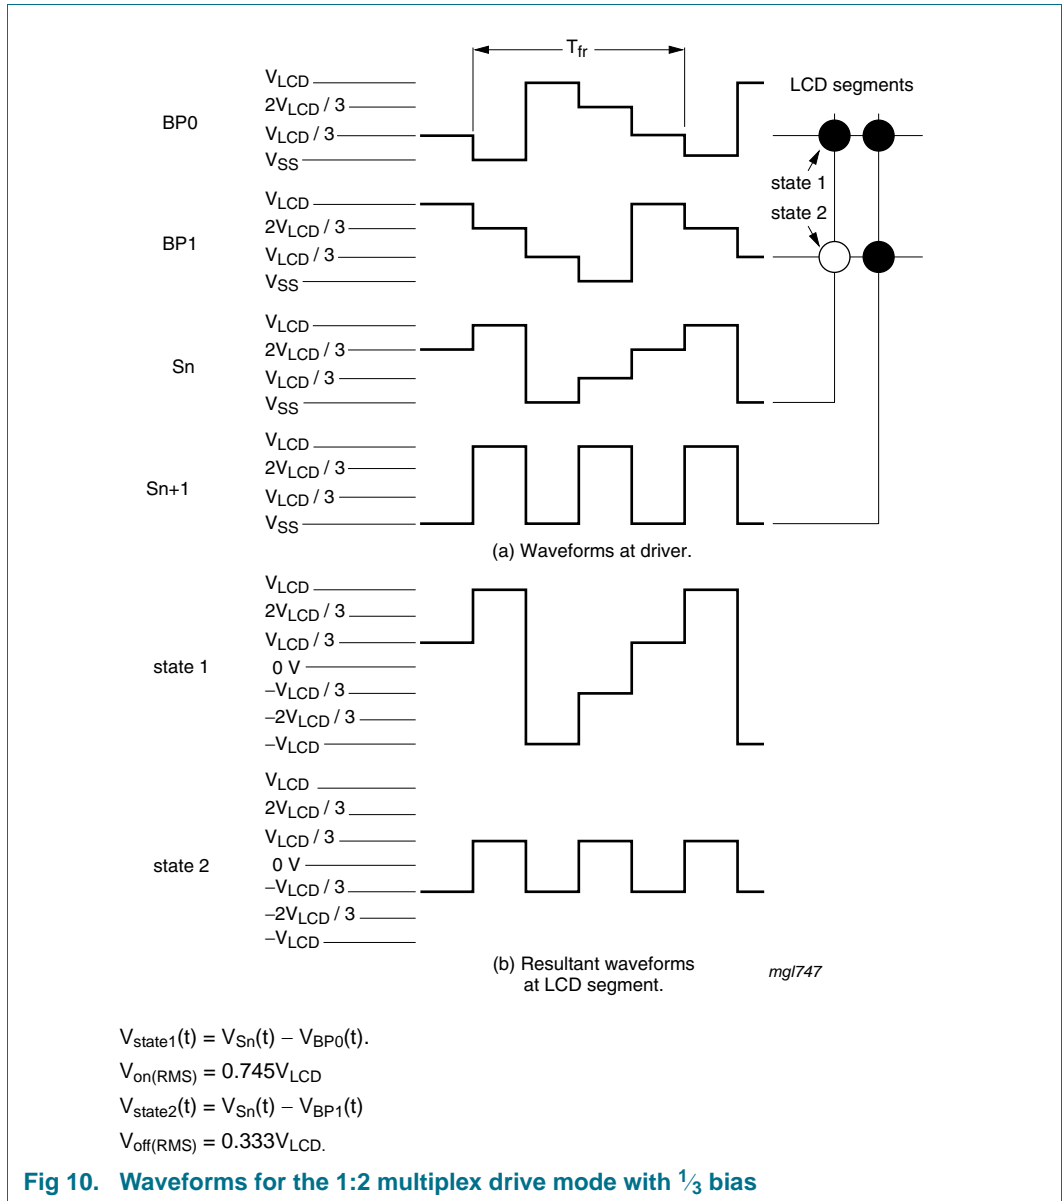 T_fr
V_LCD
2V_LCD / 3
V_LCD / 3
V_SS
BP0
LCD segments
state 1
state 2
V_LCD
2V_LCD / 3
V_LCD / 3
V_SS
BP1
V_LCD
2V_LCD / 3
V_LCD / 3
V_SS
Sn
V_LCD
2V_LCD / 3
V_LCD / 3
V_SS
Sn+1
(a) Waveforms at driver.
V_LCD
2V_LCD / 3
V_LCD / 3
0 V
−V_LCD / 3
−2V_LCD / 3
−V_LCD
state 1
V_LCD
2V_LCD / 3
V_LCD / 3
0 V
−V_LCD / 3
−2V_LCD / 3
−V_LCD
state 2
(b) Resultant waveforms
at LCD segment.
mgl747
V_state1(t) = V_Sn(t) − V_BP0(t).
V_on(RMS) = 0.745V_LCD
V_state2(t) = V_Sn(t) − V_BP1(t)
V_off(RMS) = 0.333V_LCD.
Fig 10. Waveforms for the 1:2 multiplex drive mode with 1⁄3 bias